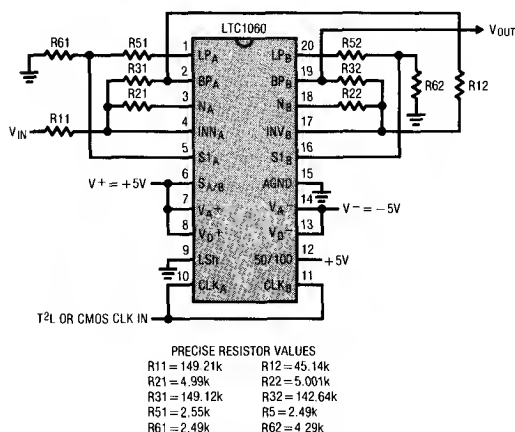 LTC1060
R61
R51
R31
R21
VIN
R11
1
2
3
4
5
6
7
8
9
10
LPA
BPA
NA
INNA
S1A
SA/B
VA+
VD+
LSh
CLKA
20
19
18
17
16
15
14
13
12
11
LPB
BPB
NB
INVB
S1B
AGND
VA−
VD−
50/100
CLKB
R52
R32
R22
R62
R12
VOUT
V+ = +5V
V− = −5V
+5V
T²L OR CMOS CLK IN
PRECISE RESISTOR VALUES
R11 = 149.21k R12 = 45.14k
R21 = 4.99k R22 = 5.001k
R31 = 149.12k R32 = 142.64k
R51 = 2.55k R5 = 2.49k
R61 = 2.49k R62 = 4.29k